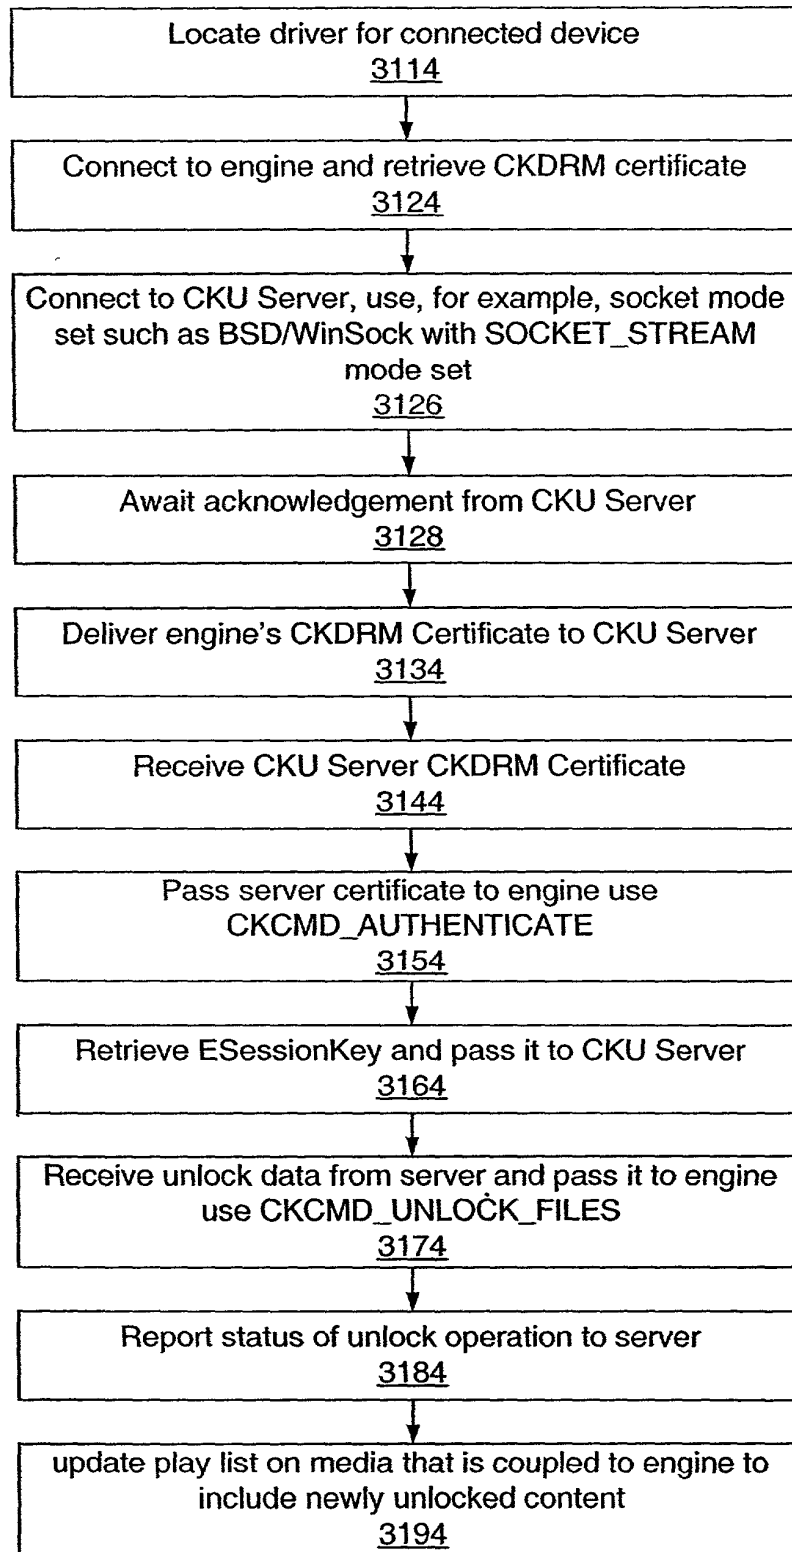 Locate driver for connected device
3114
Connect to engine and retrieve CKDRM certificate
3124
Connect to CKU Server, use, for example, socket mode
set such as BSD/WinSock with SOCKET_STREAM
mode set
3126
Await acknowledgement from CKU Server
3128
Deliver engine's CKDRM Certificate to CKU Server
3134
Receive CKU Server CKDRM Certificate
3144
Pass server certificate to engine use
CKCMD_AUTHENTICATE
3154
Retrieve ESessionKey and pass it to CKU Server
3164
Receive unlock data from server and pass it to engine
use CKCMD_UNLOCK_FILES
3174
Report status of unlock operation to server
3184
update play list on media that is coupled to engine to
include newly unlocked content
3194